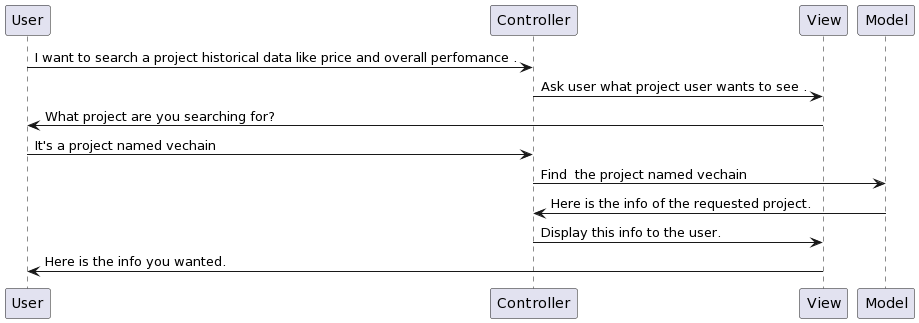 User Controller View Model
I want to search a project historical data like price and overall perfomance .
Ask user what project user wants to see .
What project are you searching for?
It's a project named vechain
Find  the project named vechain
Here is the info of the requested project.
Display this info to the user.
Here is the info you wanted.
User Controller View Model